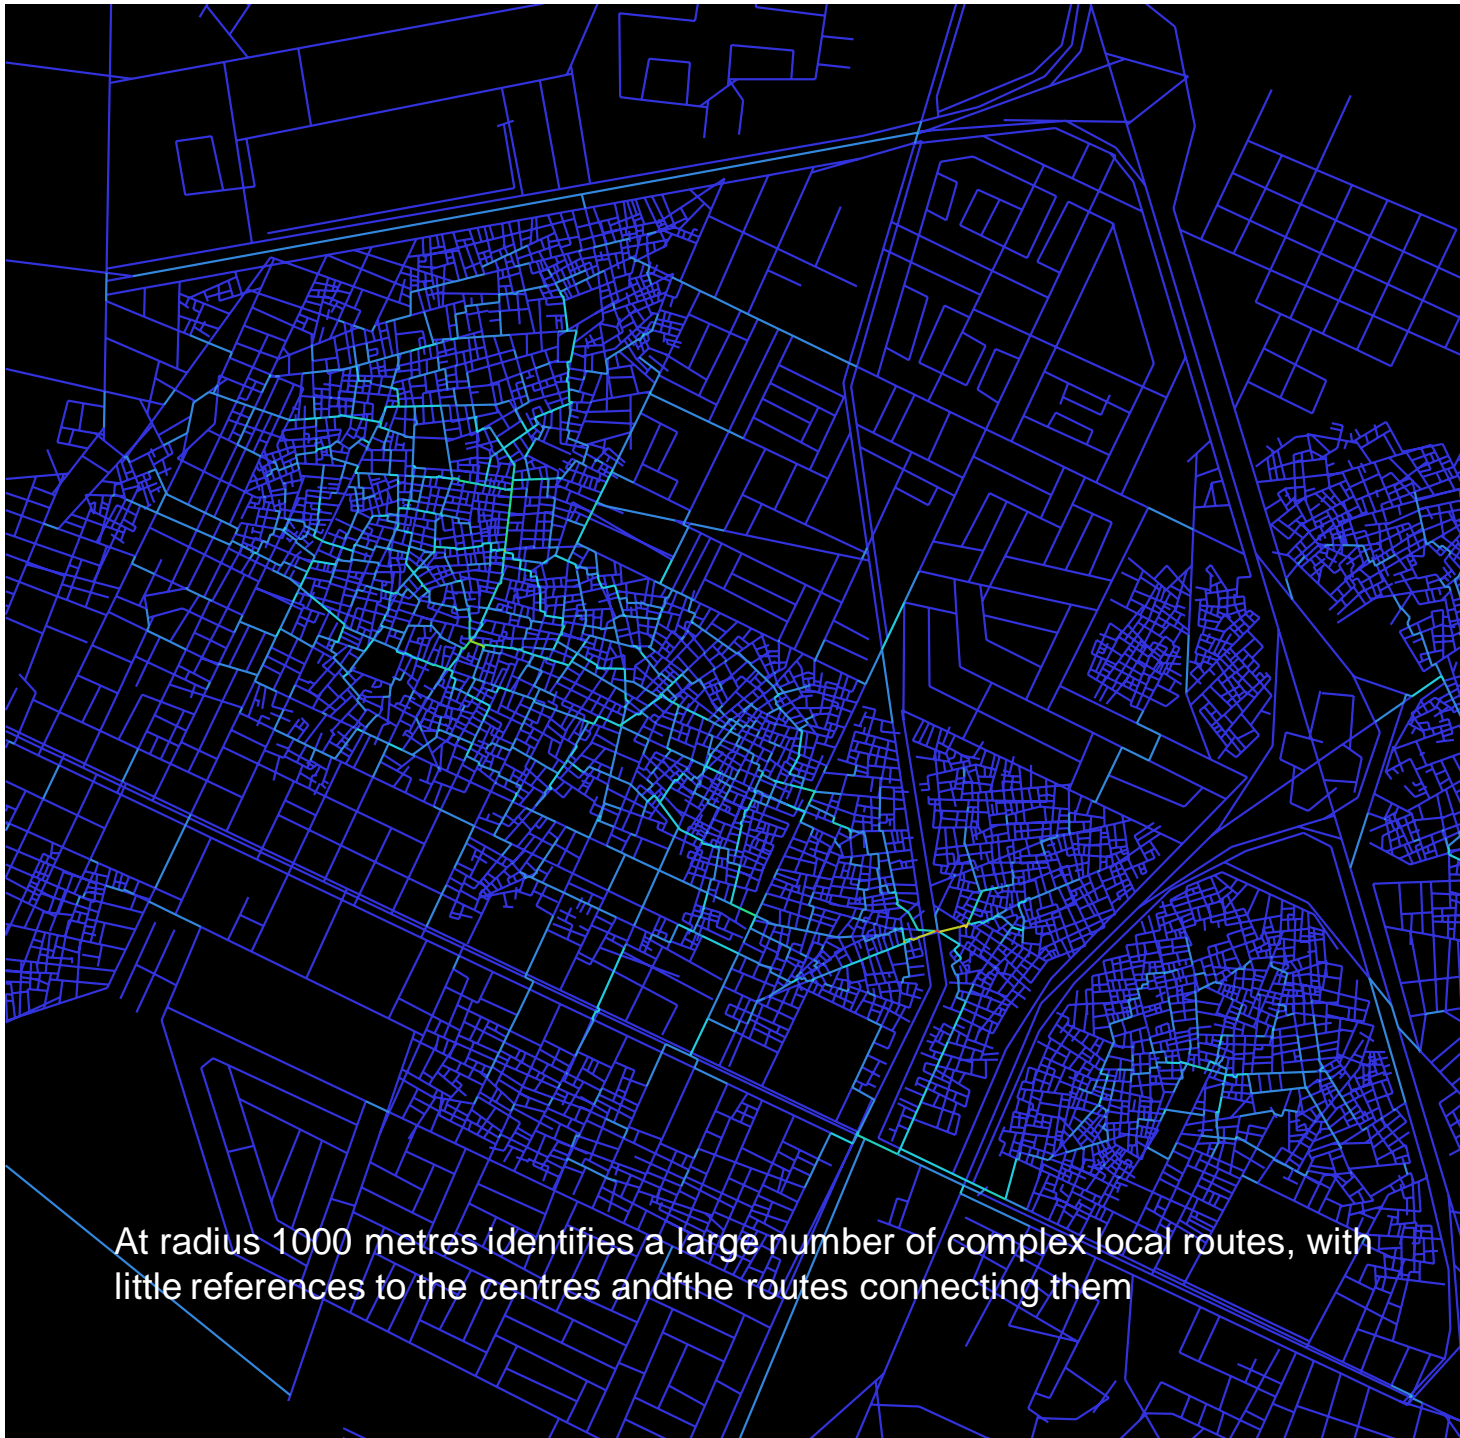 At radius 1000 metres identifies a large number of complex local routes, with
little references to the centres andfthe routes connecting them